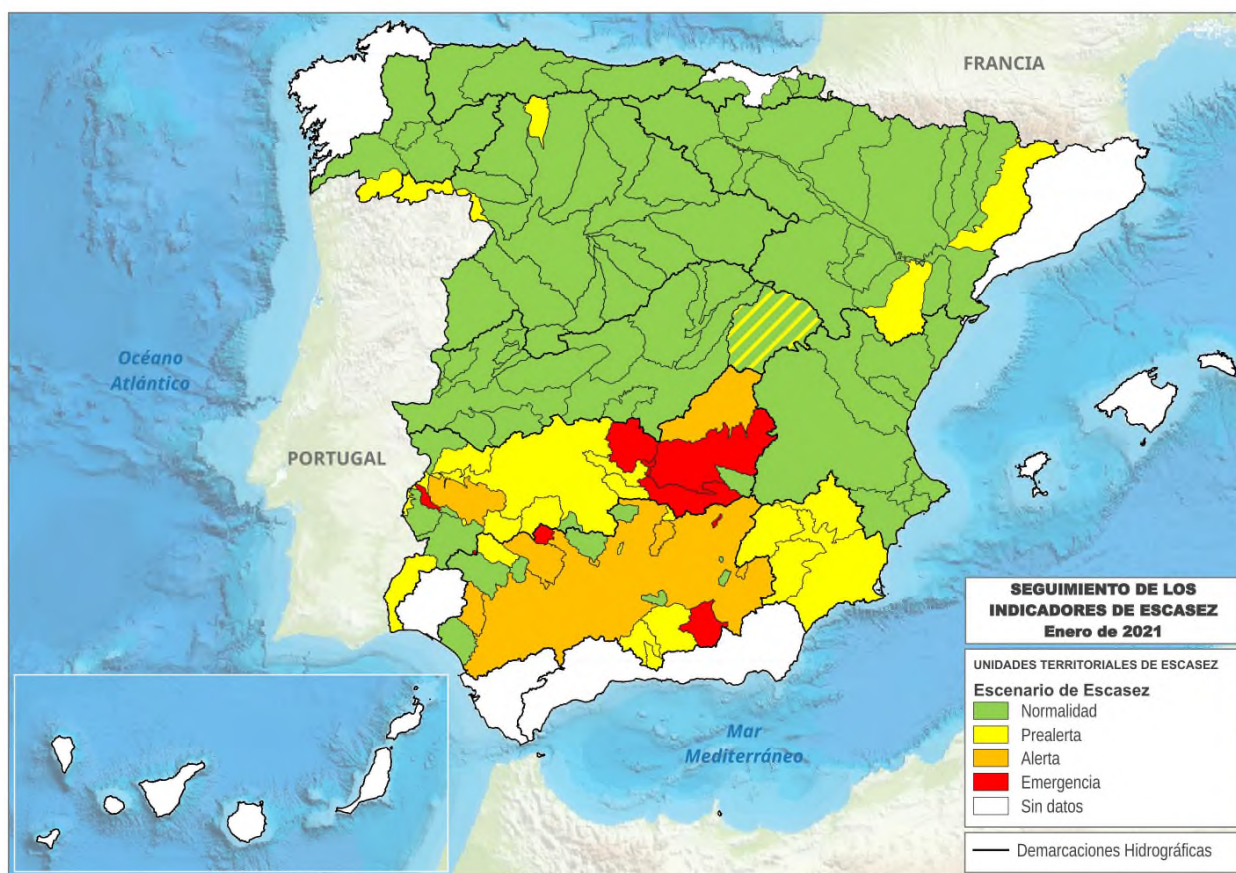 FRANCIA
Océano
Atlántico
PORTUGAL
Mar
Mediterráneo
SEGUIMIENTO DE LOS
INDICADORES DE ESCASEZ
Enero de 2021
UNIDADES TERRITORIALES DE ESCASEZ
Escenario de Escasez
Normalidad
Prealerta
Alerta
Emergencia
Sin datos
Demarcaciones Hidrográficas